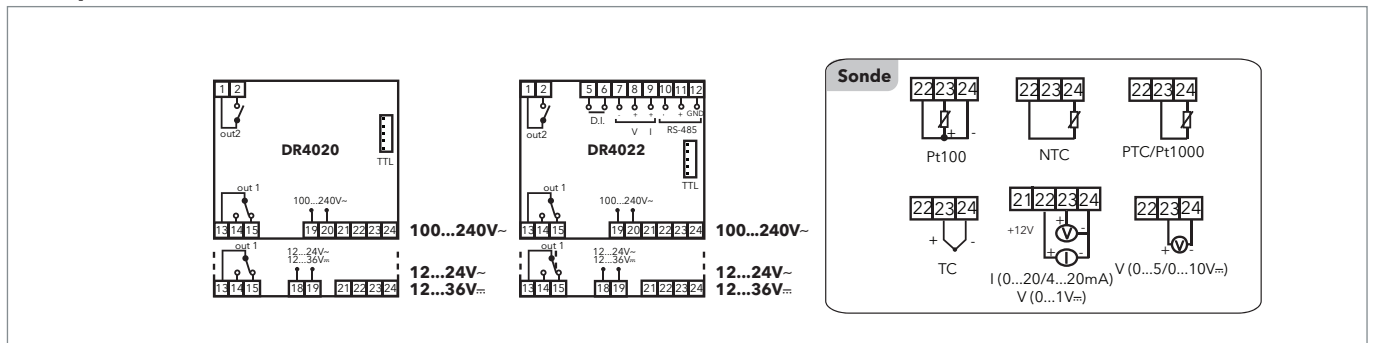 1 2
out2
DR4020
TTL
out 1
100...240V~
13 14 15 19 20 21 22 23 24
100...240V~
out 1
12...24V~
12...36V⎓
13 14 15 18 19 21 22 23 24
12...24V~
12...36V⎓
1 2 5 6 7 8 9 10 11 12
out2
D.I.
- + + - + GND
V I RS-485
DR4022
TTL
out 1
100...240V~
13 14 15 19 20 21 22 23 24
100...240V~
out 1
12...24V~
12...36V⎓
13 14 15 18 19 21 22 23 24
12...24V~
12...36V⎓
Sonde
22 23 24
+ -
Pt100
22 23 24
NTC
22 23 24
PTC/Pt1000
22 23 24
+ -
TC
21 22 23 24
+12V
+ V -
+ I -
I (0...20/4...20mA)
V (0...1V⎓)
22 23 24
+ V -
V (0...5/0...10V⎓)